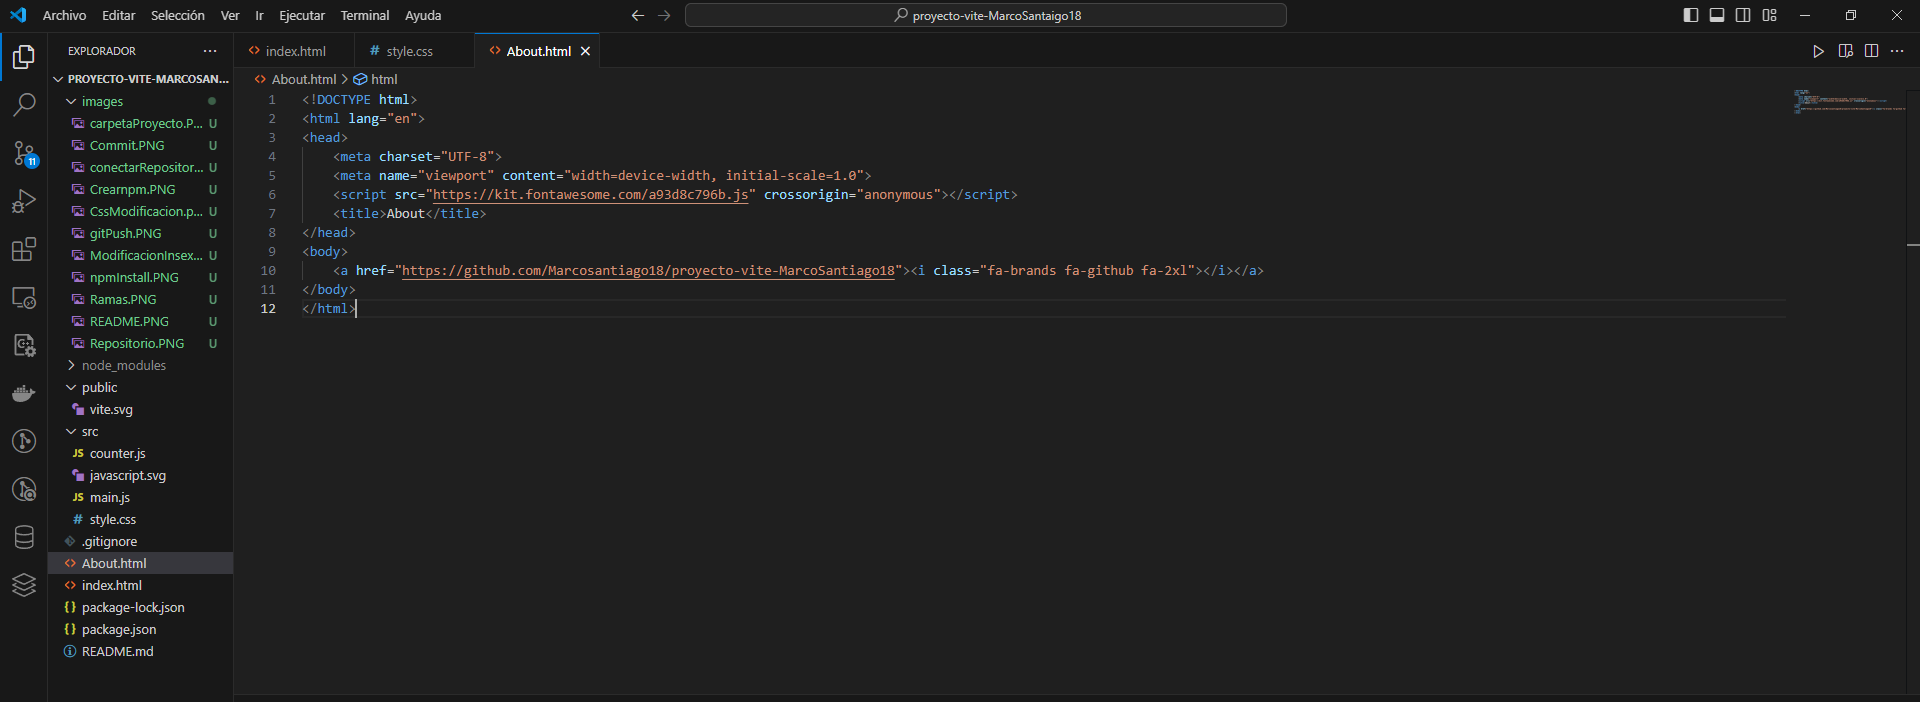 Archivo Editar Selección Ver Ir Ejecutar Terminal Ayuda
proyecto-vite-MarcoSantaigo18
EXPLORADOR
index.html
style.css
About.html
PROYECTO-VITE-MARCOSAN...
images
carpetaProyecto.P... U
Commit.PNG U
conectarRepositor... U
11
Crearnpm.PNG U
CssModificacion.p... U
gitPush.PNG U
ModificacionInsex... U
npmInstall.PNG U
Ramas.PNG U
README.PNG U
Repositorio.PNG U
node_modules
public
vite.svg
src
JS counter.js
javascript.svg
JS main.js
# style.css
.gitignore
About.html
index.html
{} package-lock.json
{} package.json
README.md
About.html > html
1 <!DOCTYPE html>
2 <html lang="en">
3 <head>
4 <meta charset="UTF-8">
5 <meta name="viewport" content="width=device-width, initial-scale=1.0">
6 <script src="https://kit.fontawesome.com/a93d8c796b.js" crossorigin="anonymous"></script>
7 <title>About</title>
8 </head>
9 <body>
10 <a href="https://github.com/Marcosantiago18/proyecto-vite-MarcoSantiago18"><i class="fa-brands fa-github fa-2xl"></i></a>
11 </body>
12 </html>